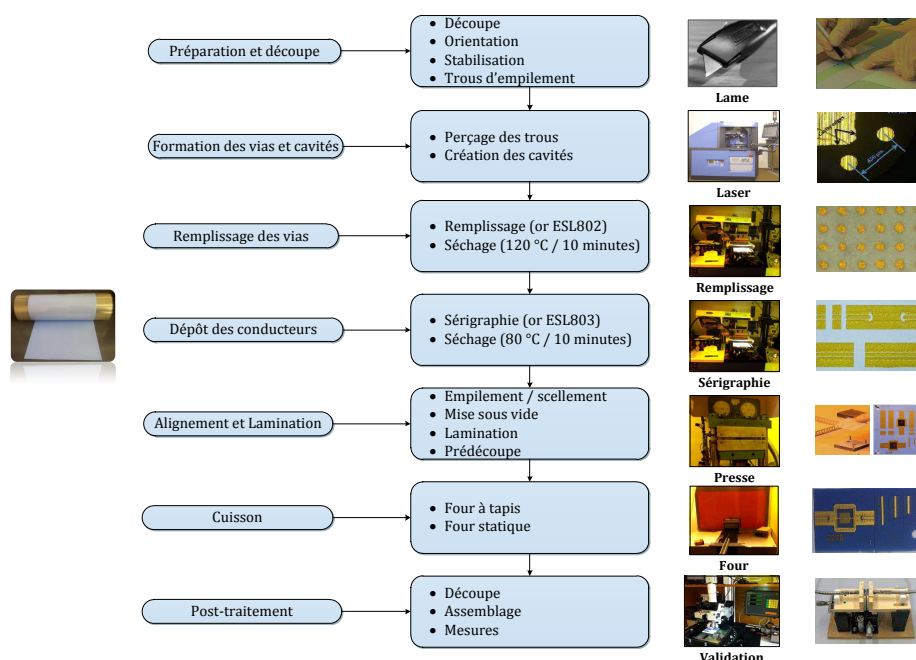 Préparation et découpe
• Découpe
• Orientation
• Stabilisation
• Trous d'empilement
Lame
Formation des vias et cavités
• Perçage des trous
• Création des cavités
Laser
Remplissage des vias
• Remplissage (or ESL802)
• Séchage (120 °C / 10 minutes)
Remplissage
Dépôt des conducteurs
• Sérigraphie (or ESL803)
• Séchage (80 °C / 10 minutes)
Sérigraphie
Alignement et Lamination
• Empilement / scellement
• Mise sous vide
• Lamination
• Prédécoupe
Presse
Cuisson
• Four à tapis
• Four statique
Four
Post-traitement
• Découpe
• Assemblage
• Mesures
Validation